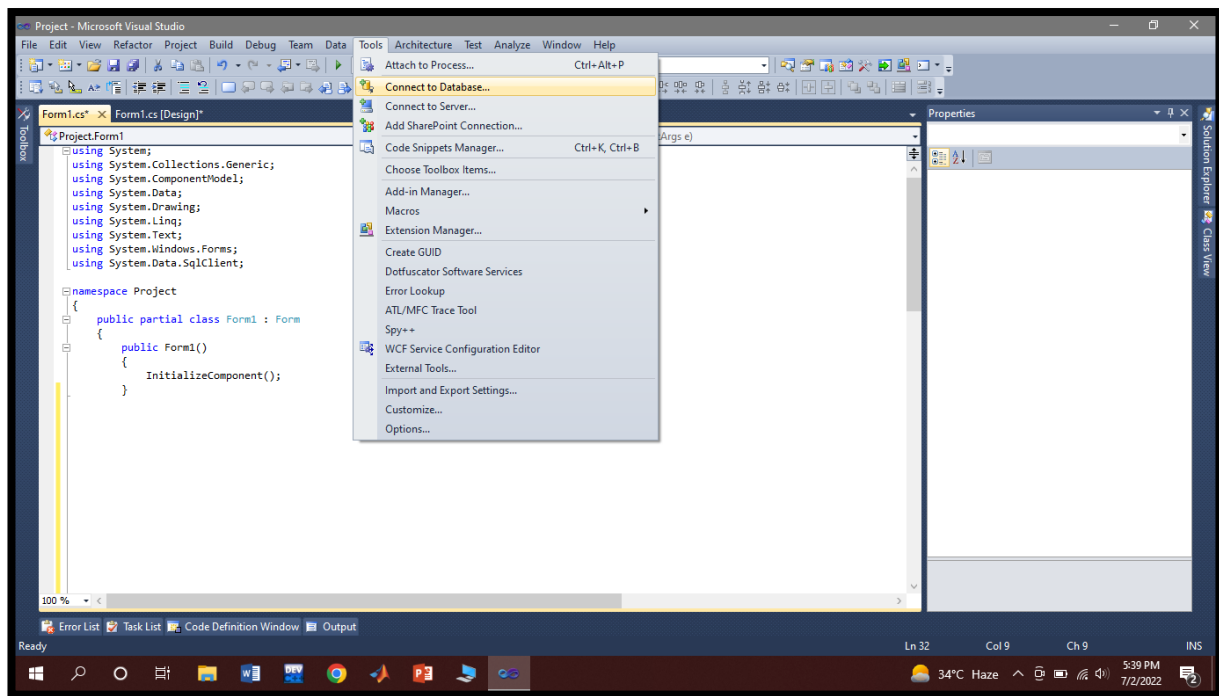 Project - Microsoft Visual Studio
File Edit View Refactor Project Build Debug Team Data Tools Architecture Test Analyze Window Help
Attach to Process... Ctrl+Alt+P
Connect to Database...
Connect to Server...
Add SharePoint Connection...
Code Snippets Manager... Ctrl+K, Ctrl+B
Choose Toolbox Items...
Add-in Manager...
Macros
Extension Manager...
Create GUID
Dotfuscator Software Services
Error Lookup
ATL/MFC Trace Tool
Spy++
WCF Service Configuration Editor
External Tools...
Import and Export Settings...
Customize...
Options...
Form1.cs* Form1.cs [Design]*
Project.Form1
Args e)
using System;
using System.Collections.Generic;
using System.ComponentModel;
using System.Data;
using System.Drawing;
using System.Linq;
using System.Text;
using System.Windows.Forms;
using System.Data.SqlClient;
namespace Project
{
public partial class Form1 : Form
{
public Form1()
{
InitializeComponent();
}
100 %
Toolbox
Properties
Solution Explorer
Class View
Error List Task List Code Definition Window Output
Ready Ln 32 Col 9 Ch 9 INS
W DEV P
34°C Haze 5:39 PM
7/2/2022
2